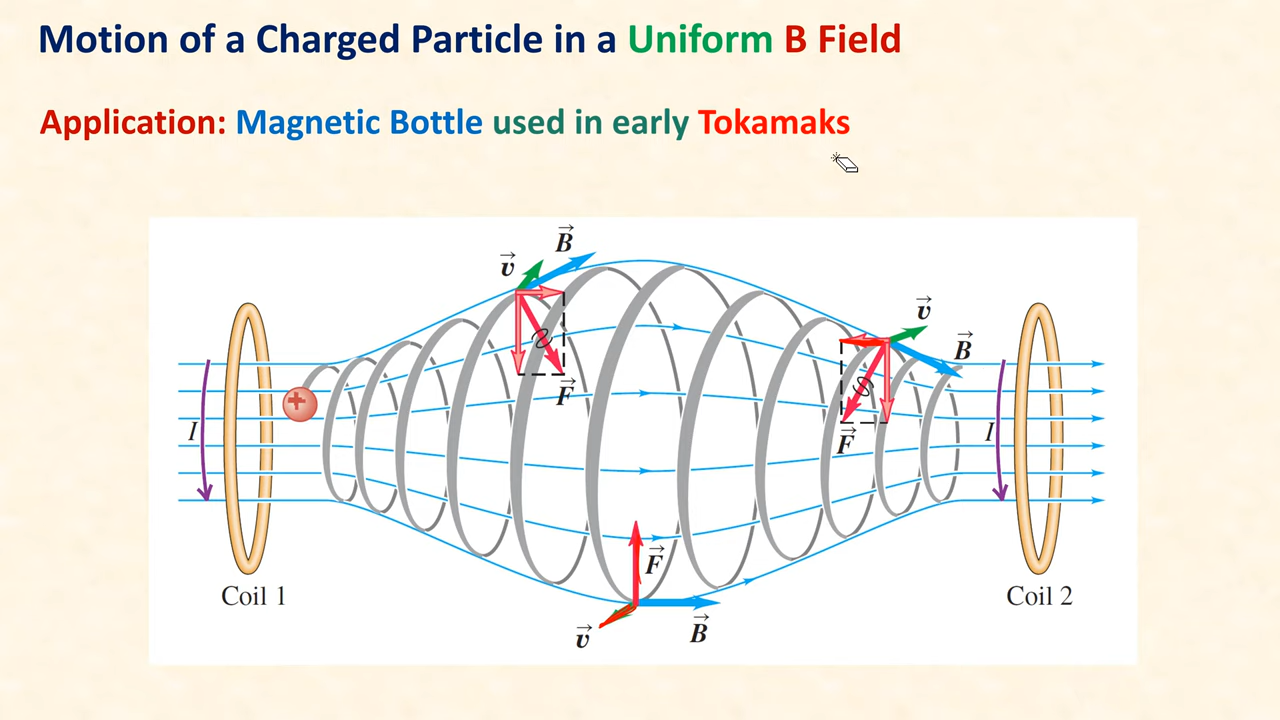 Motion of a Charged Particle in a Uniform B Field
Application: Magnetic Bottle used in early Tokamaks
v⃗
B⃗
v⃗
B⃗
+
F⃗
I
F⃗
I
F⃗
Coil 1
Coil 2
v⃗
B⃗